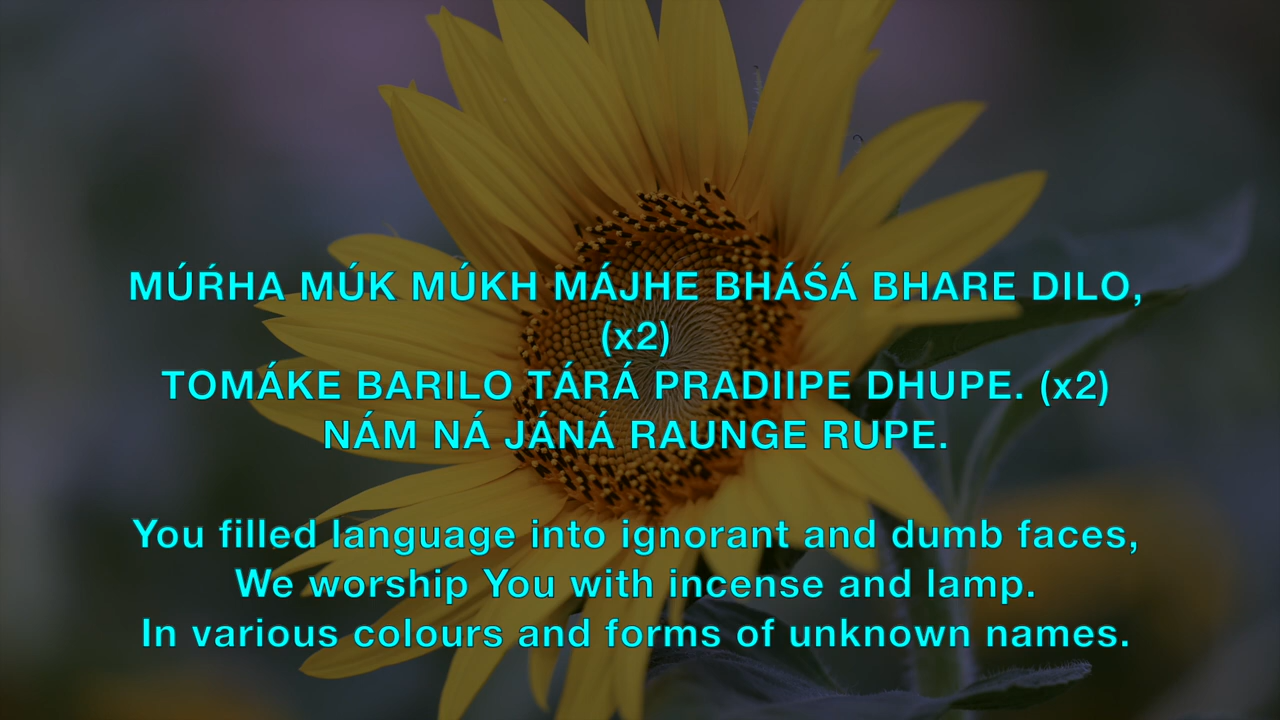 MÚŔHA MÚK MÚKH MÁJHE BHÁŚÁ BHARE DILO,
(x2)
TOMÁKE BARILO TÁRÁ PRADIIPE DHUPE. (x2)
NÁM NÁ JÁNÁ RAUNGE RUPE.
You filled language into ignorant and dumb faces,
We worship You with incense and lamp.
In various colours and forms of unknown names.